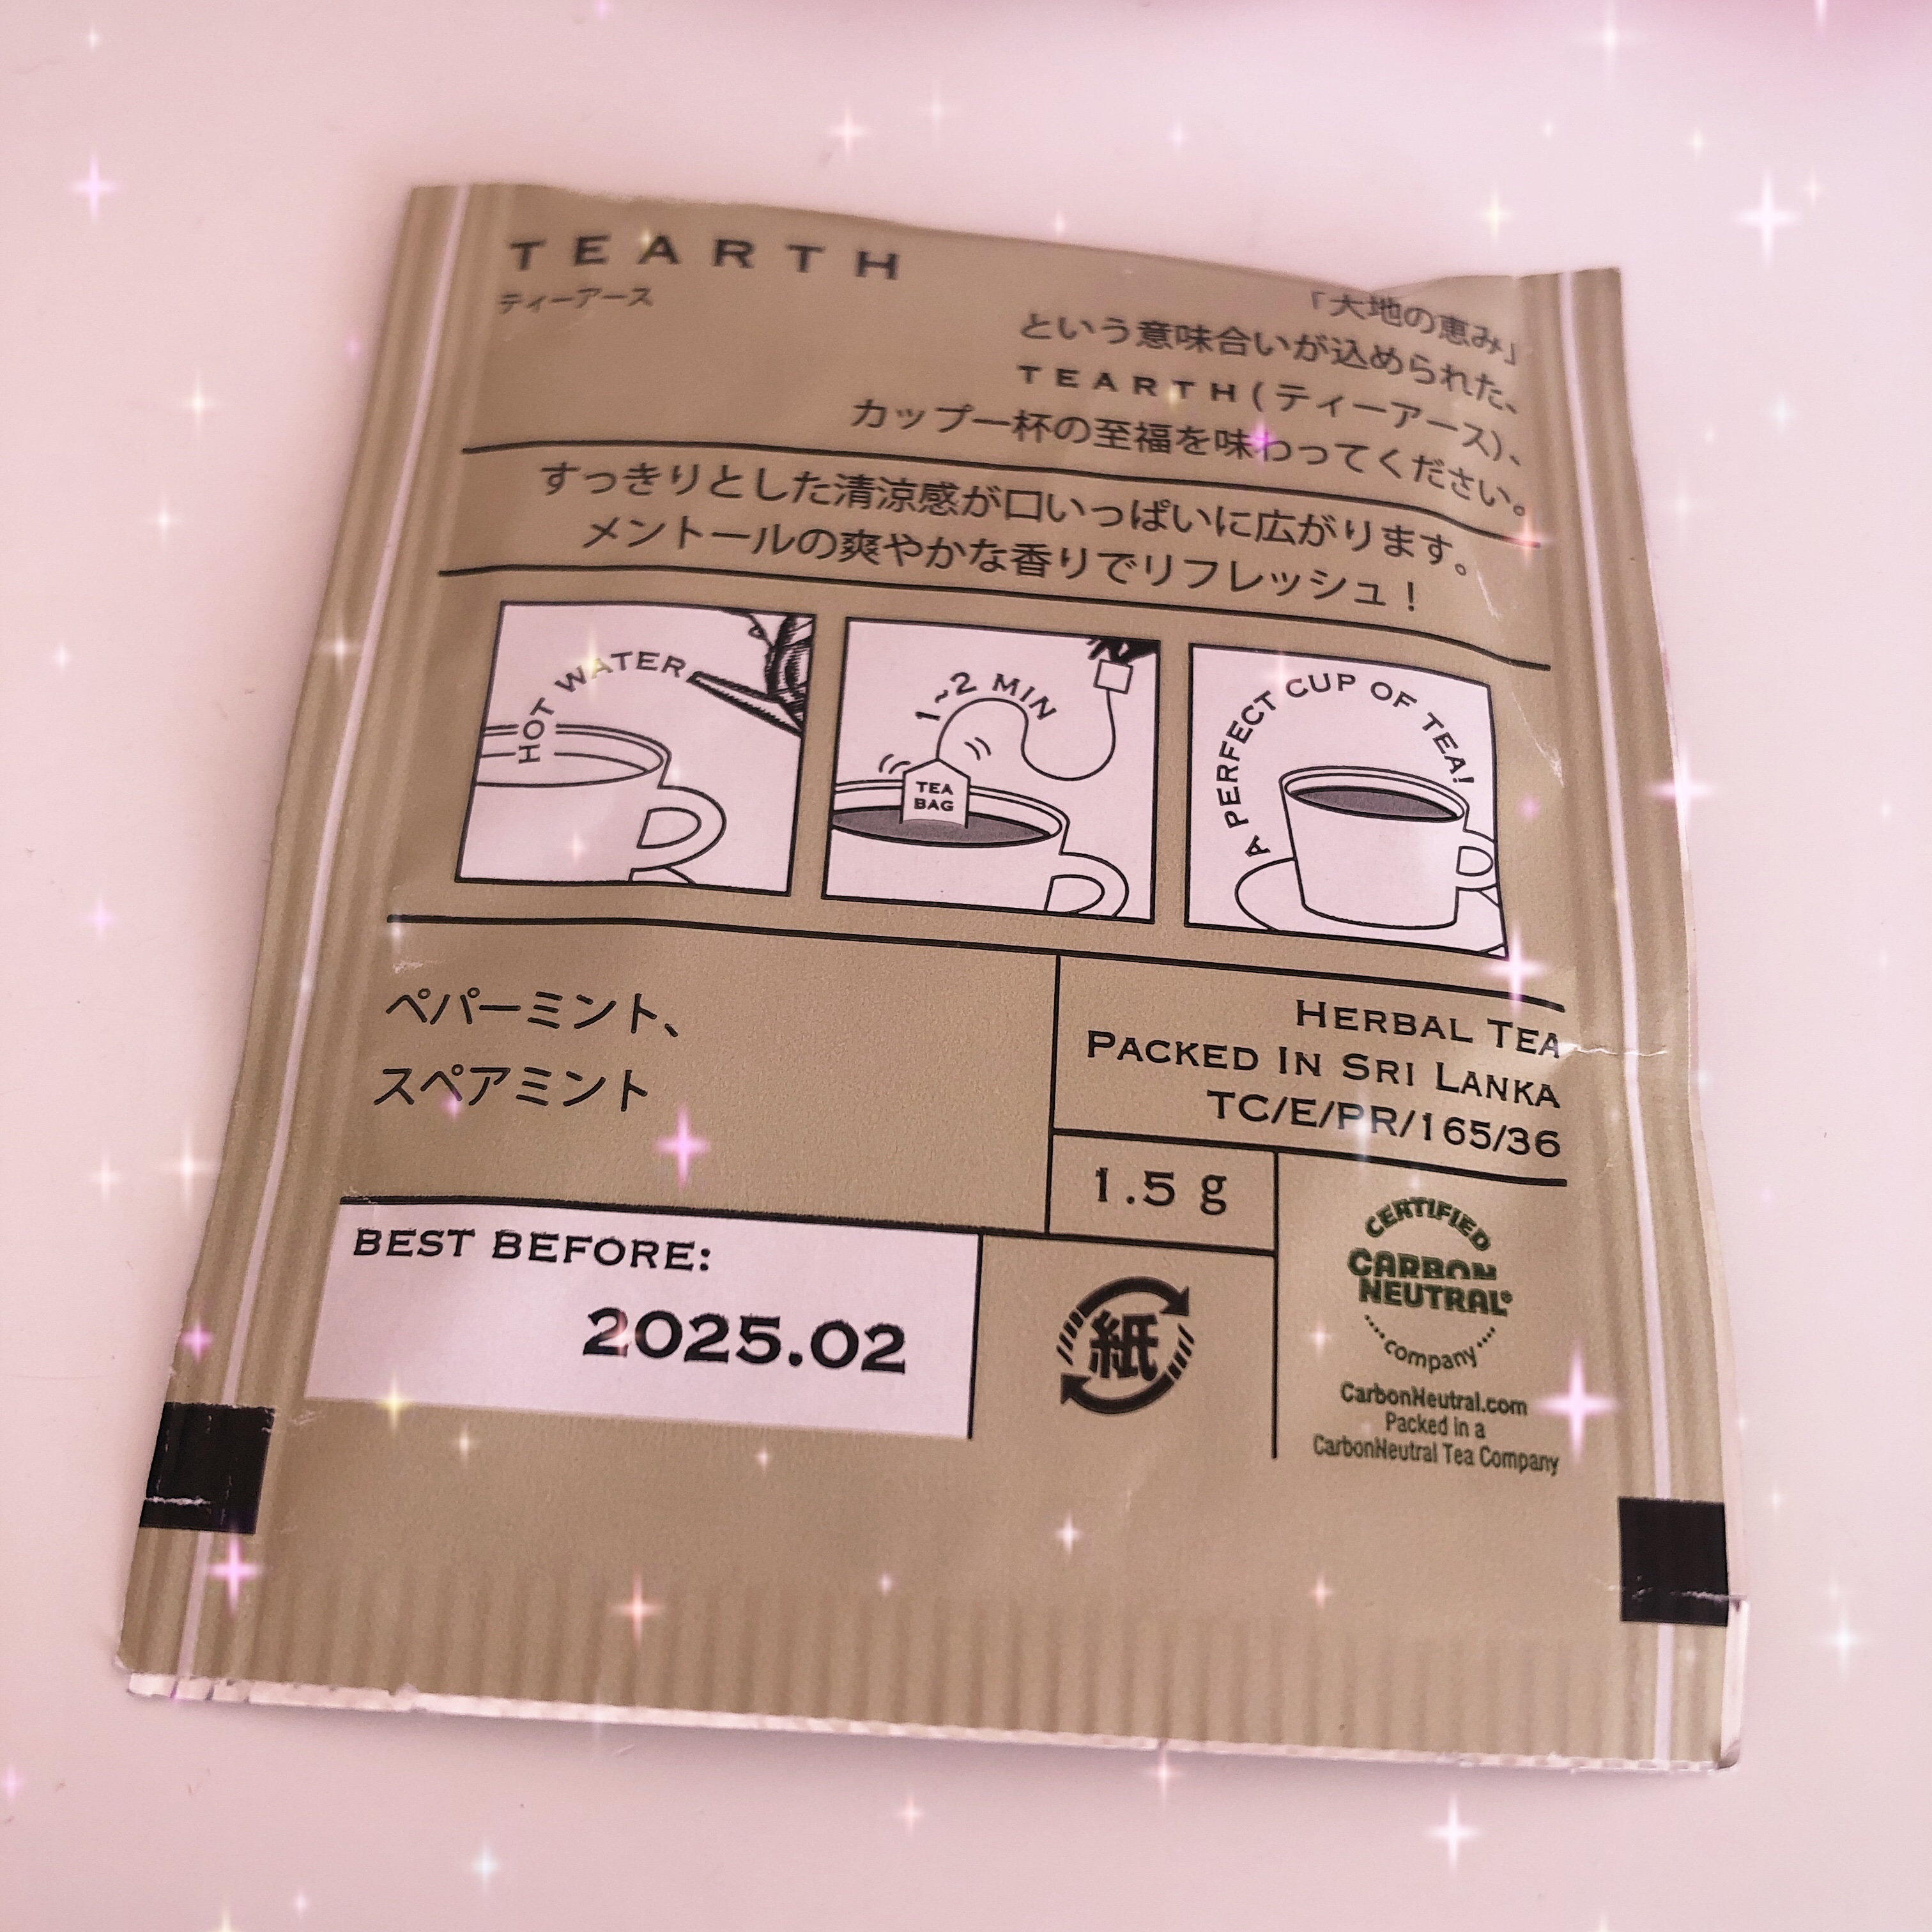 TEARTH
ティーアース
「大地の恵み」
という意味合いが込められた、
TEARTH(ティーアース)、
カップ一杯の至福を味わってください。
すっきりとした清涼感が口いっぱいに広がります。
メントールの爽やかな香りでリフレッシュ！
HOT WATER
1~2 MIN
TEA
BAG
A PERFECT CUP OF TEA!
ペパーミント、
スペアミント
HERBAL TEA
PACKED IN SRI LANKA
TC/E/PR/165/36
1.5 g
BEST BEFORE:
2025.02
紙
CERTIFIED
CARBON
NEUTRAL®
company
CarbonNeutral.com
Packed in a
CarbonNeutral Tea Company